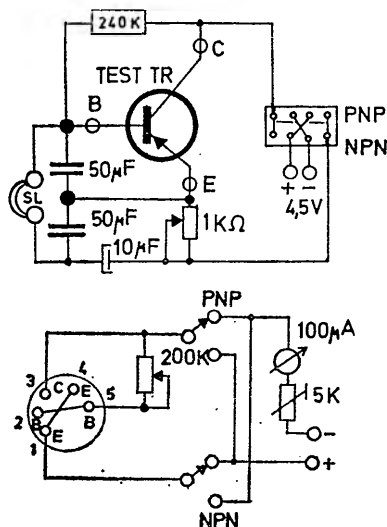 240K
C
TEST TR
B
PNP
NPN
50µF
+ -
4,5V
E
SL
50µF
1KΩ
10µF
PNP
100µA
200K
3 C 4 E 5
2 B B
1 E
5K
-
+
NPN